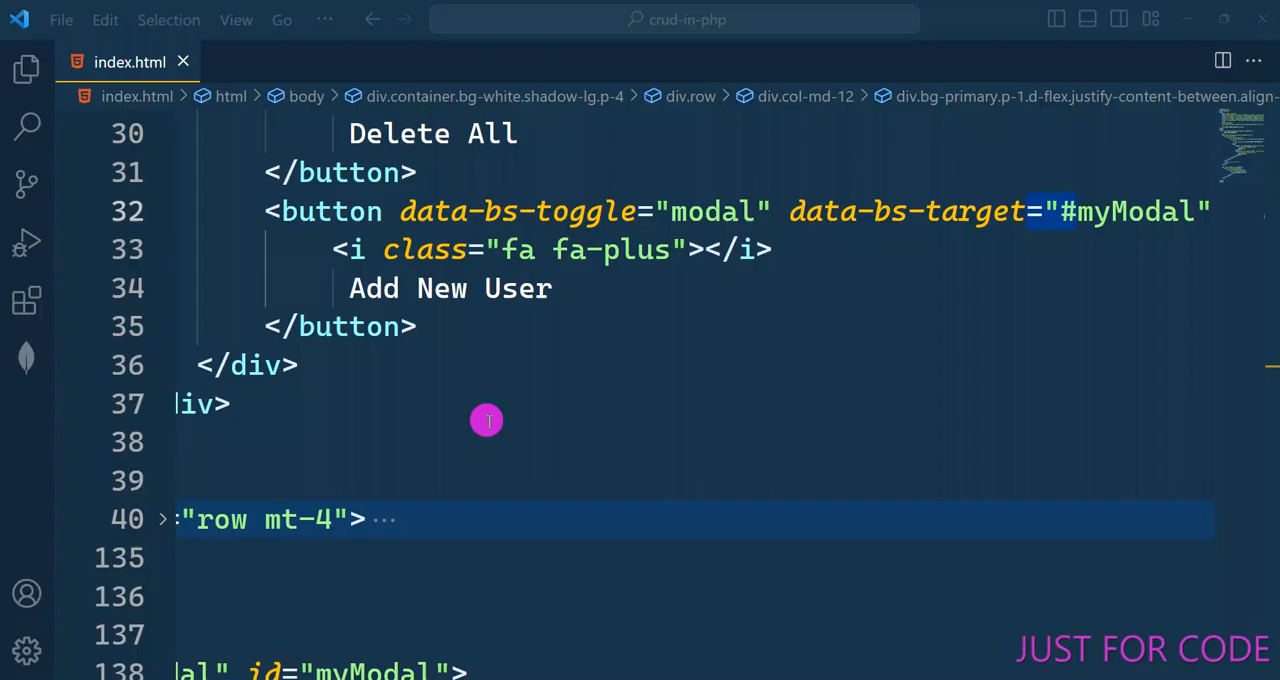 File Edit Selection View Go ··· crud-in-php
index.html
index.html > html > body > div.container.bg-white.shadow-lg.p-4 > div.row > div.col-md-12 > div.bg-primary.p-1.d-flex.justify-content-between.align-
30 Delete All
31 </button>
32 <button data-bs-toggle="modal" data-bs-target="#myModal"
33 <i class="fa fa-plus"></i>
34 Add New User
35 </button>
36 </div>
37 div>
38
39
40 ="row mt-4">···
135
136
137
138 al" id="myModal">
JUST FOR CODE